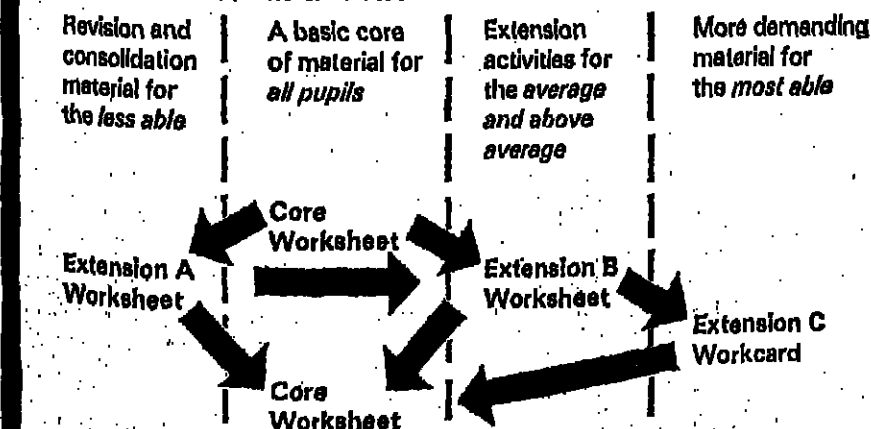 Revision and
consolidation
material for
the less able
A basic core
of material for
all pupils
Extension
activities for
the average
and above
average
More demanding
material for
the most able
Core
Worksheet
Extension A
Worksheet
Extension B
Worksheet
Extension C
Workcard
Core
Worksheet